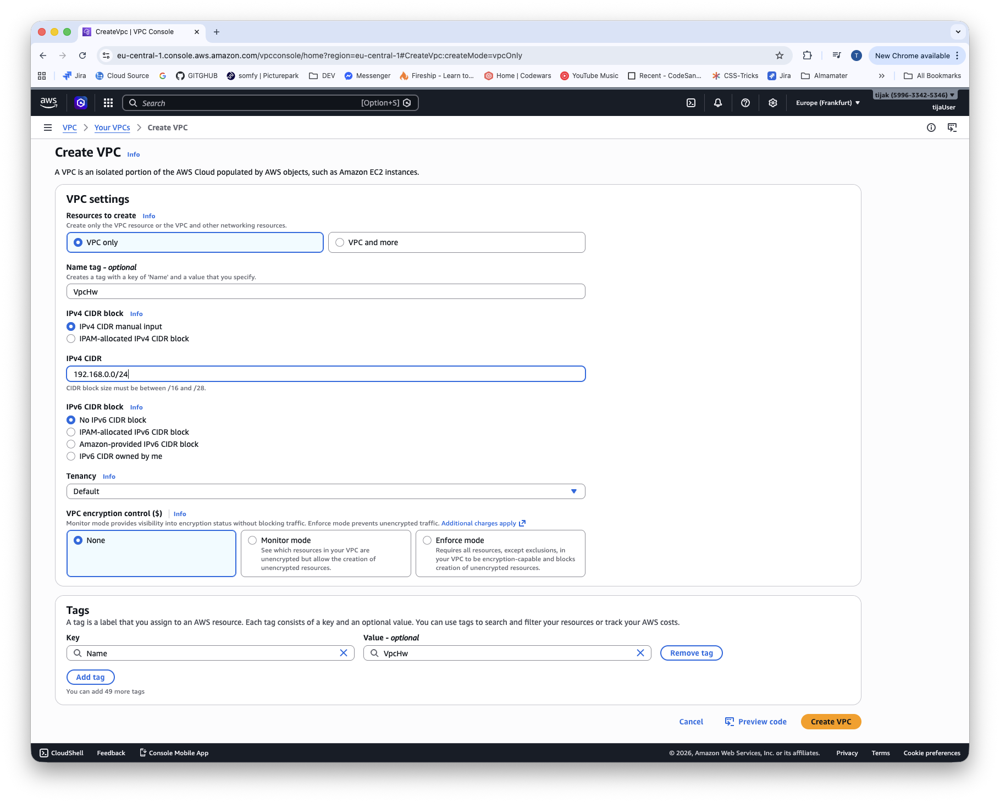 CreateVpc | VPC Console
eu-central-1.console.aws.amazon.com/vpcconsole/home?region=eu-central-1#CreateVpc:createMode=vpcOnly
T
New Chrome available
Jira
Cloud Source
GITGHUB
somfy | Picturepark
DEV
Messenger
Fireship - Learn to...
Home | Codewars
YouTube Music
Recent - CodeSan...
CSS-Tricks
Jira
Almamater
All Bookmarks
aws
Search
[Option+S]
Europe (Frankfurt)
tijak (5996-3342-5346)
tijaUser
VPC
Your VPCs
Create VPC
Create VPC Info
A VPC is an isolated portion of the AWS Cloud populated by AWS objects, such as Amazon EC2 instances.
VPC settings
Resources to create Info
Create only the VPC resource or the VPC and other networking resources.
VPC only
VPC and more
Name tag - optional
Creates a tag with a key of 'Name' and a value that you specify.
VpcHw
IPv4 CIDR block Info
IPv4 CIDR manual input
IPAM-allocated IPv4 CIDR block
IPv4 CIDR
192.168.0.0/24
CIDR block size must be between /16 and /28.
IPv6 CIDR block Info
No IPv6 CIDR block
IPAM-allocated IPv6 CIDR block
Amazon-provided IPv6 CIDR block
IPv6 CIDR owned by me
Tenancy Info
Default
VPC encryption control ($) Info
Monitor mode provides visibility into encryption status without blocking traffic. Enforce mode prevents unencrypted traffic. Additional charges apply
None
Monitor mode
See which resources in your VPC are
unencrypted but allow the creation of
unencrypted resources.
Enforce mode
Requires all resources, except exclusions, in
your VPC to be encryption-capable and blocks
creation of unencrypted resources.
Tags
A tag is a label that you assign to an AWS resource. Each tag consists of a key and an optional value. You can use tags to search and filter your resources or track your AWS costs.
Key
Value - optional
Name
VpcHw
Remove tag
Add tag
You can add 49 more tags
Cancel
Preview code
Create VPC
CloudShell
Feedback
Console Mobile App
© 2026, Amazon Web Services, Inc. or its affiliates.
Privacy
Terms
Cookie preferences